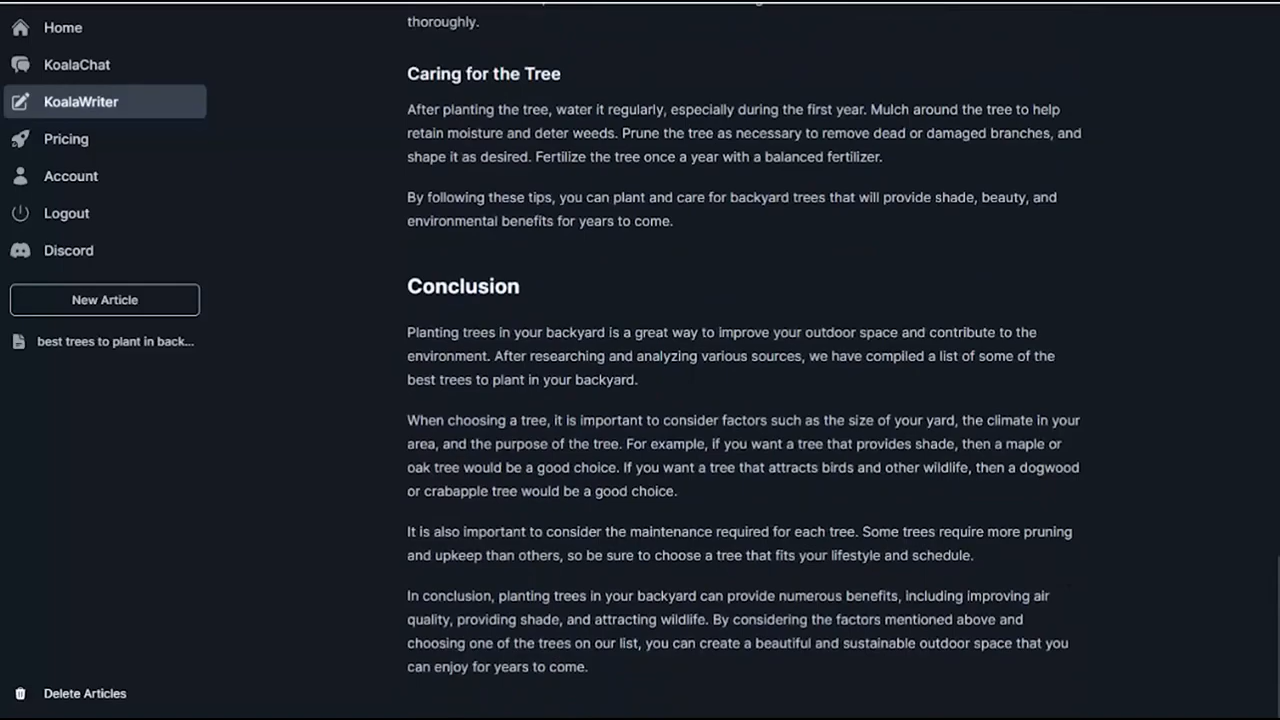 Home
KoalaChat
KoalaWriter
Pricing
Account
Logout
Discord
New Article
best trees to plant in back...
Delete Articles
thoroughly.
Caring for the Tree
After planting the tree, water it regularly, especially during the first year. Mulch around the tree to help
retain moisture and deter weeds. Prune the tree as necessary to remove dead or damaged branches, and
shape it as desired. Fertilize the tree once a year with a balanced fertilizer.
By following these tips, you can plant and care for backyard trees that will provide shade, beauty, and
environmental benefits for years to come.
Conclusion
Planting trees in your backyard is a great way to improve your outdoor space and contribute to the
environment. After researching and analyzing various sources, we have compiled a list of some of the
best trees to plant in your backyard.
When choosing a tree, it is important to consider factors such as the size of your yard, the climate in your
area, and the purpose of the tree. For example, if you want a tree that provides shade, then a maple or
oak tree would be a good choice. If you want a tree that attracts birds and other wildlife, then a dogwood
or crabapple tree would be a good choice.
It is also important to consider the maintenance required for each tree. Some trees require more pruning
and upkeep than others, so be sure to choose a tree that fits your lifestyle and schedule.
In conclusion, planting trees in your backyard can provide numerous benefits, including improving air
quality, providing shade, and attracting wildlife. By considering the factors mentioned above and
choosing one of the trees on our list, you can create a beautiful and sustainable outdoor space that you
can enjoy for years to come.